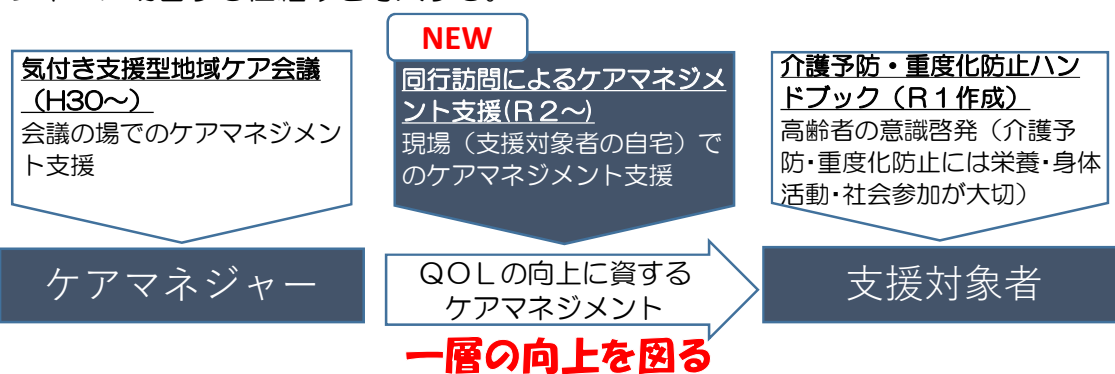 NEW
気付き支援型地域ケア会議
（H30～）
会議の場でのケアマネジメン
ト支援
同行訪問によるケアマネジメ
ント支援(R２～)
現場（支援対象者の自宅）で
のケアマネジメント支援
介護予防・重度化防止ハン
ドブック（R１作成）
高齢者の意識啓発（介護予
防･重度化防止には栄養･身体
活動･社会参加が大切）
ケアマネジャー
ＱＯＬの向上に資する
ケアマネジメント
支援対象者
一層の向上を図る